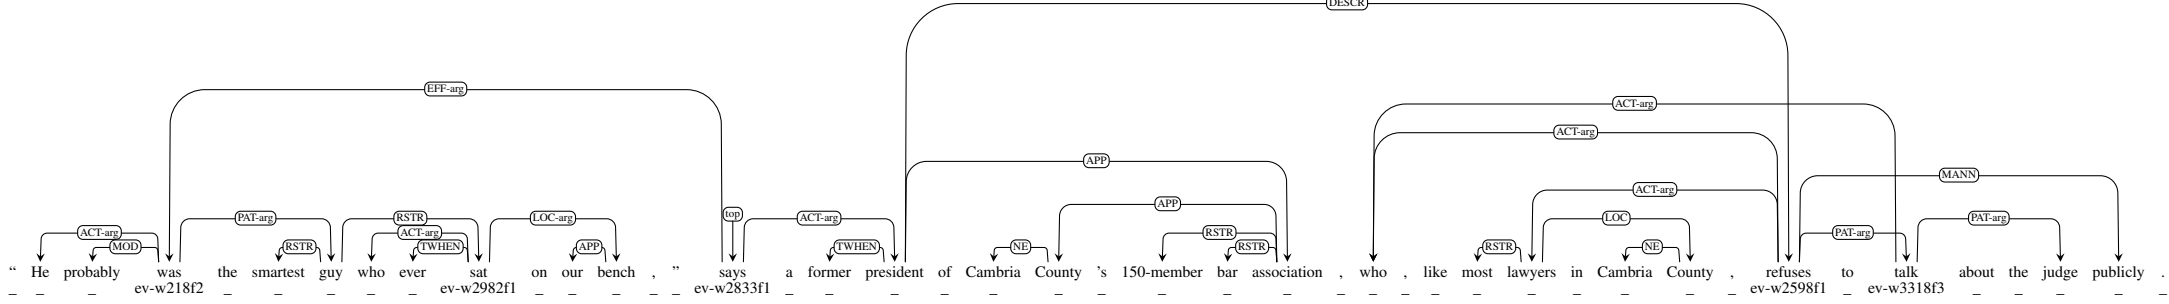 DESCR
EFF-arg
ACT-arg
ACT-arg
APP
MANN
ACT-arg
APP
top
PAT-arg RSTR LOC-arg ACT-arg LOC PAT-arg
ACT-arg ACT-arg RSTR PAT-arg
MOD RSTR TWHEN APP TWHEN NE RSTR RSTR NE
“ He probably was the smartest guy who ever sat on our bench , ” says a former president of Cambria County 's 150-member bar association , who , like most lawyers in Cambria County , refuses to talk about the judge publicly .
_ _ _ ev-w218f2 _ _ _ _ _ ev-w2982f1 _ _ _ _ _ ev-w2833f1 _ _ _ _ _ _ _ _ _ _ _ _ _ _ _ _ _ _ _ _ ev-w2598f1 _ ev-w3318f3 _ _ _ _ _